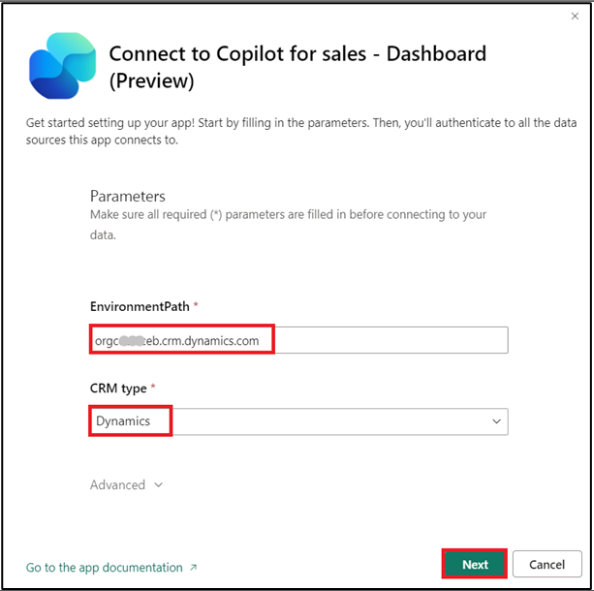 Connect to Copilot for sales - Dashboard
(Preview)
Get started setting up your app! Start by filling in the parameters. Then, you'll authenticate to all the data
sources this app connects to.
Parameters
Make sure all required (*) parameters are filled in before connecting to your
data.
EnvironmentPath *
eb.crm.dynamics.com
CRM type *
Dynamics
Advanced
Go to the app documentation
Next
Cancel